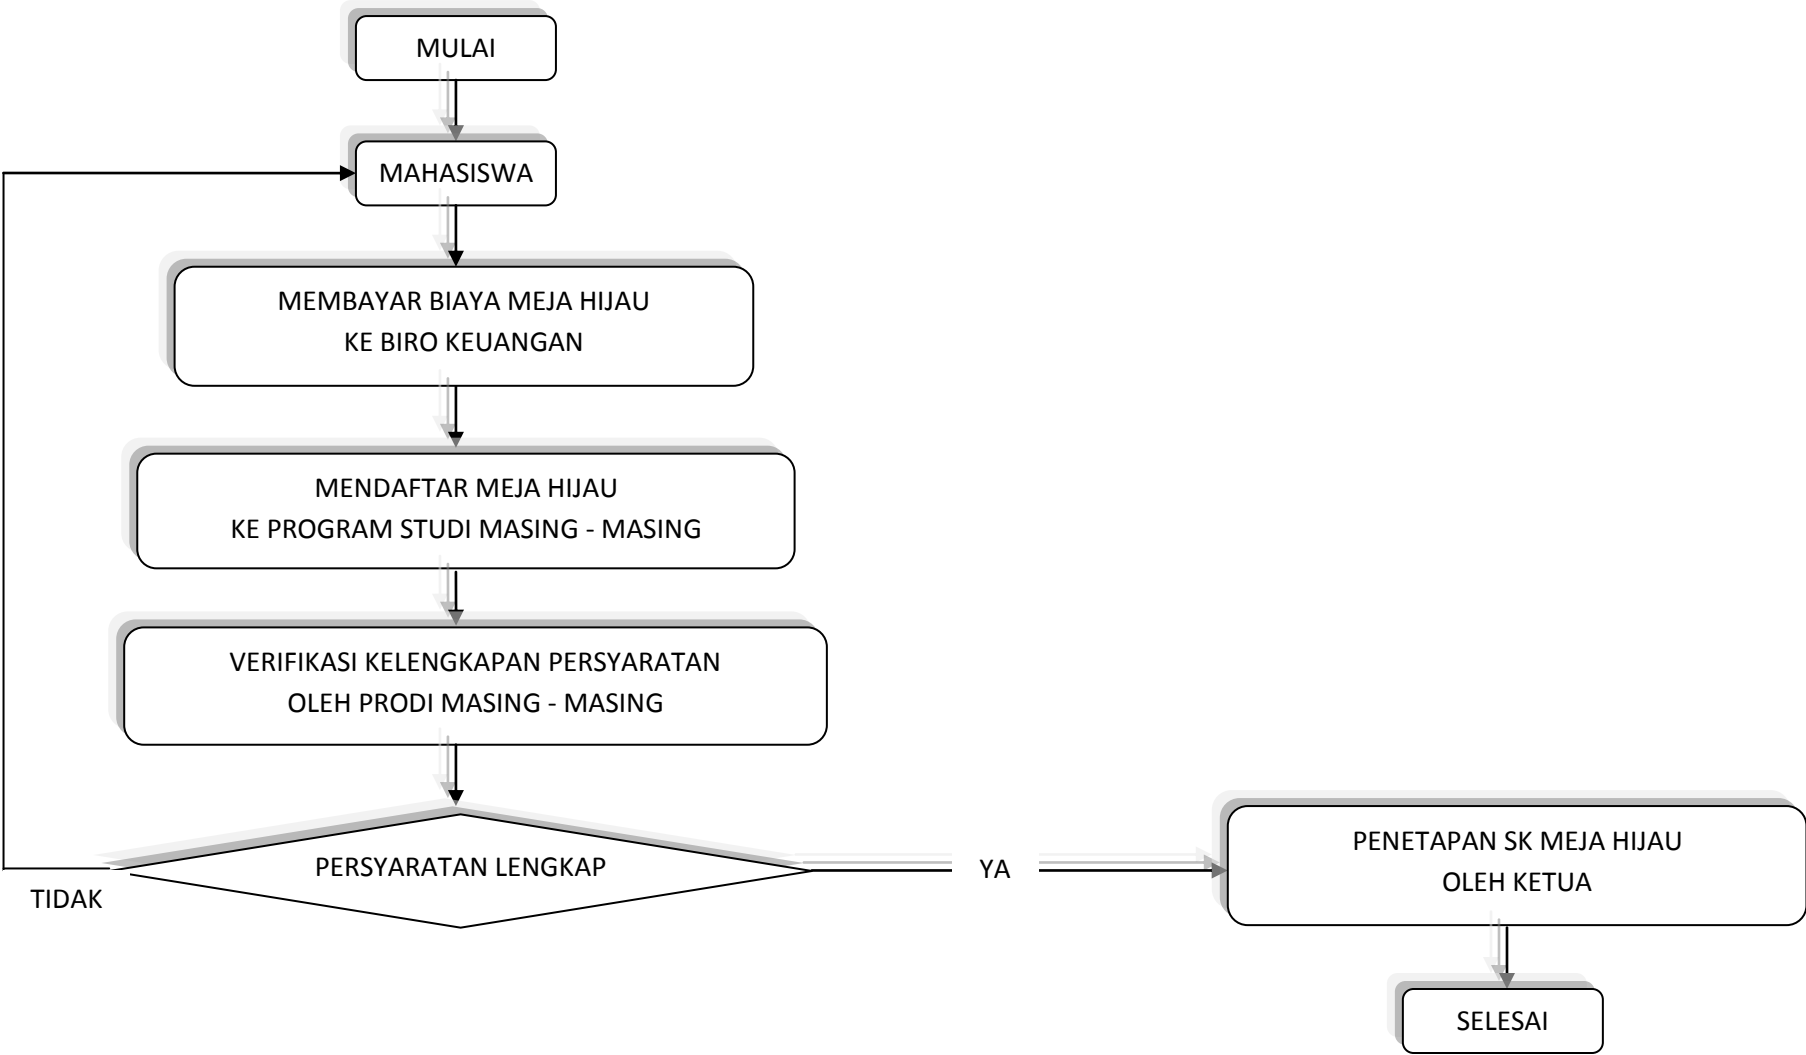 MULAI
MAHASISWA
MEMBAYAR BIAYA MEJA HIJAU
KE BIRO KEUANGAN
MENDAFTAR MEJA HIJAU
KE PROGRAM STUDI MASING - MASING
VERIFIKASI KELENGKAPAN PERSYARATAN
OLEH PRODI MASING - MASING
PERSYARATAN LENGKAP
TIDAK
YA
PENETAPAN SK MEJA HIJAU
OLEH KETUA
SELESAI